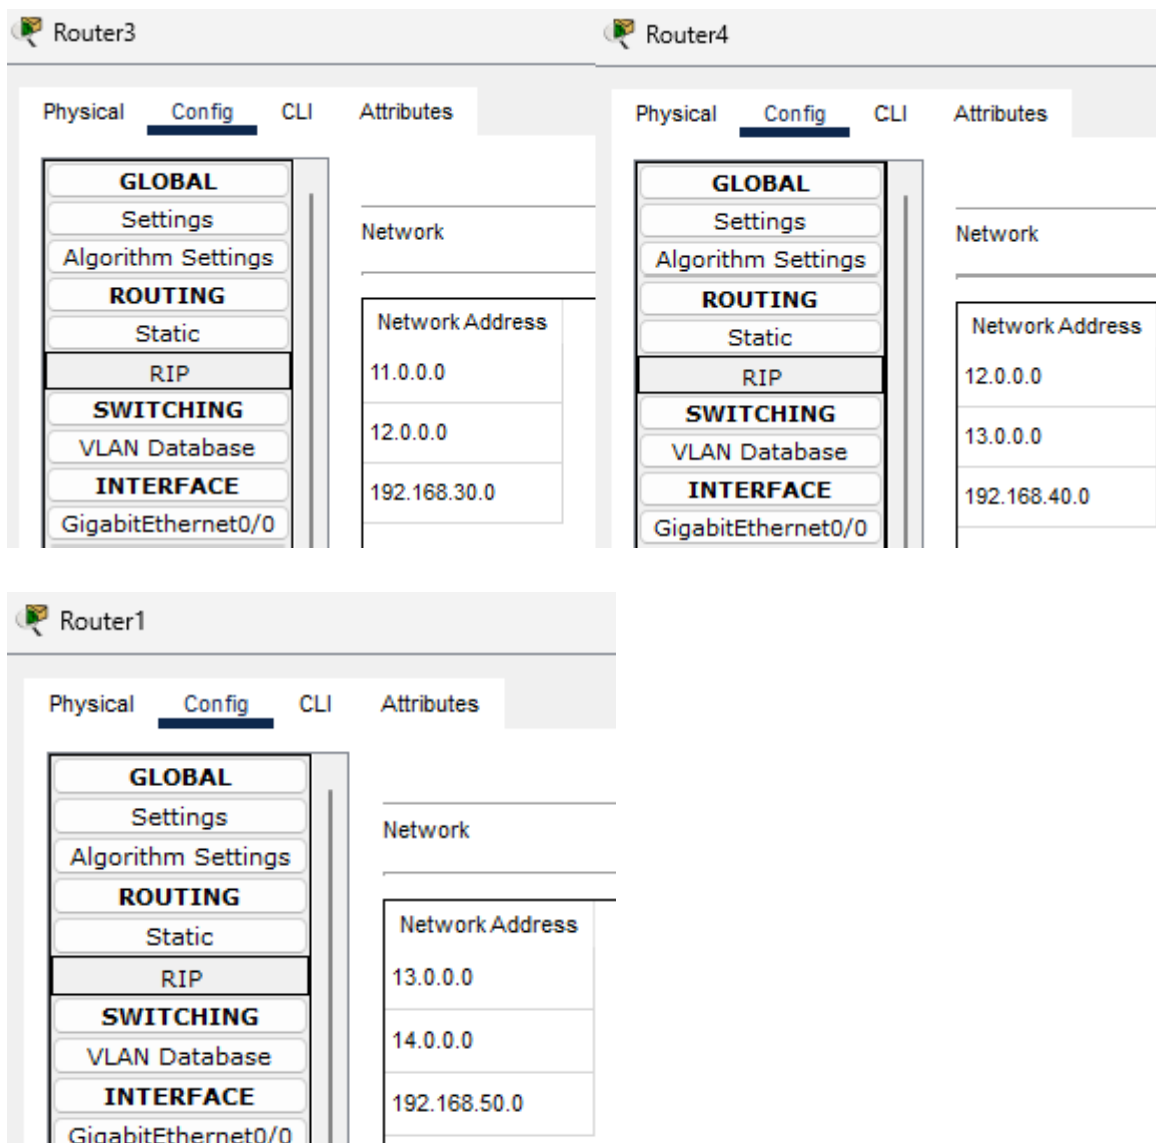 Router3
Physical Config CLI Attributes
GLOBAL
Settings
Algorithm Settings
ROUTING
Static
RIP
SWITCHING
VLAN Database
INTERFACE
GigabitEthernet0/0
Network
Network Address
11.0.0.0
12.0.0.0
192.168.30.0
Router4
Physical Config CLI Attributes
GLOBAL
Settings
Algorithm Settings
ROUTING
Static
RIP
SWITCHING
VLAN Database
INTERFACE
GigabitEthernet0/0
Network
Network Address
12.0.0.0
13.0.0.0
192.168.40.0
Router1
Physical Config CLI Attributes
GLOBAL
Settings
Algorithm Settings
ROUTING
Static
RIP
SWITCHING
VLAN Database
INTERFACE
GigabitEthernet0/0
Network
Network Address
13.0.0.0
14.0.0.0
192.168.50.0